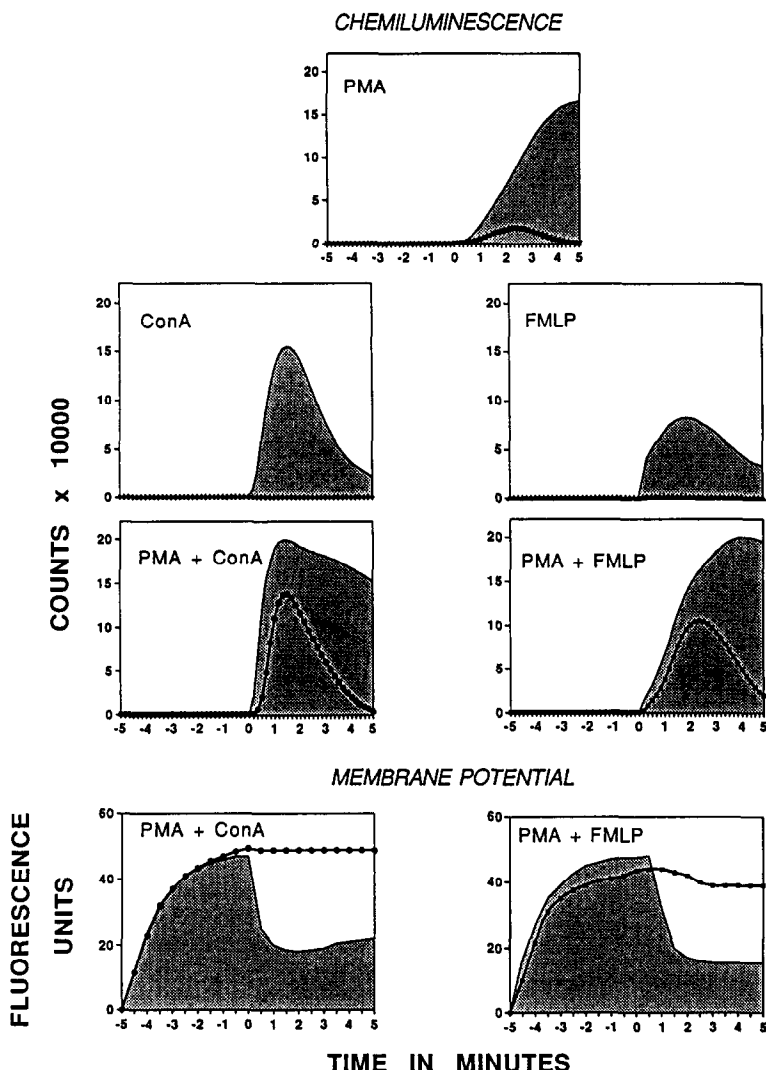 CHEMILUMINESCENCE
PMA
20
15
10
5
0
-5 -4 -3 -2 -1 0 1 2 3 4 5
ConA
20
15
10
5
0
-5 -4 -3 -2 -1 0 1 2 3 4 5
FMLP
20
15
10
5
0
-5 -4 -3 -2 -1 0 1 2 3 4 5
COUNTS x 10000
PMA + ConA
20
15
10
5
0
-5 -4 -3 -2 -1 0 1 2 3 4 5
PMA + FMLP
20
15
10
5
0
-5 -4 -3 -2 -1 0 1 2 3 4 5
MEMBRANE POTENTIAL
FLUORESCENCE
UNITS
PMA + ConA
60
40
20
0
-5 -4 -3 -2 -1 0 1 2 3 4 5
PMA + FMLP
60
40
20
0
-5 -4 -3 -2 -1 0 1 2 3 4 5
TIME IN MINUTES